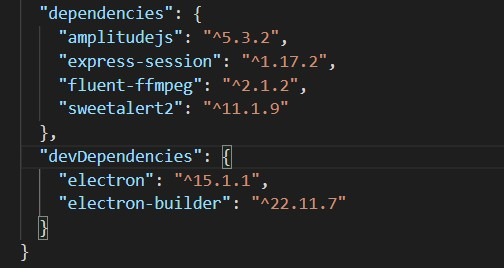 "dependencies": {
"amplitudejs": "^5.3.2",
"express-session": "^1.17.2",
"fluent-ffmpeg": "^2.1.2",
"sweetalert2": "^11.1.9"
},
"devDependencies": {
"electron": "^15.1.1",
"electron-builder": "^22.11.7"
}
}